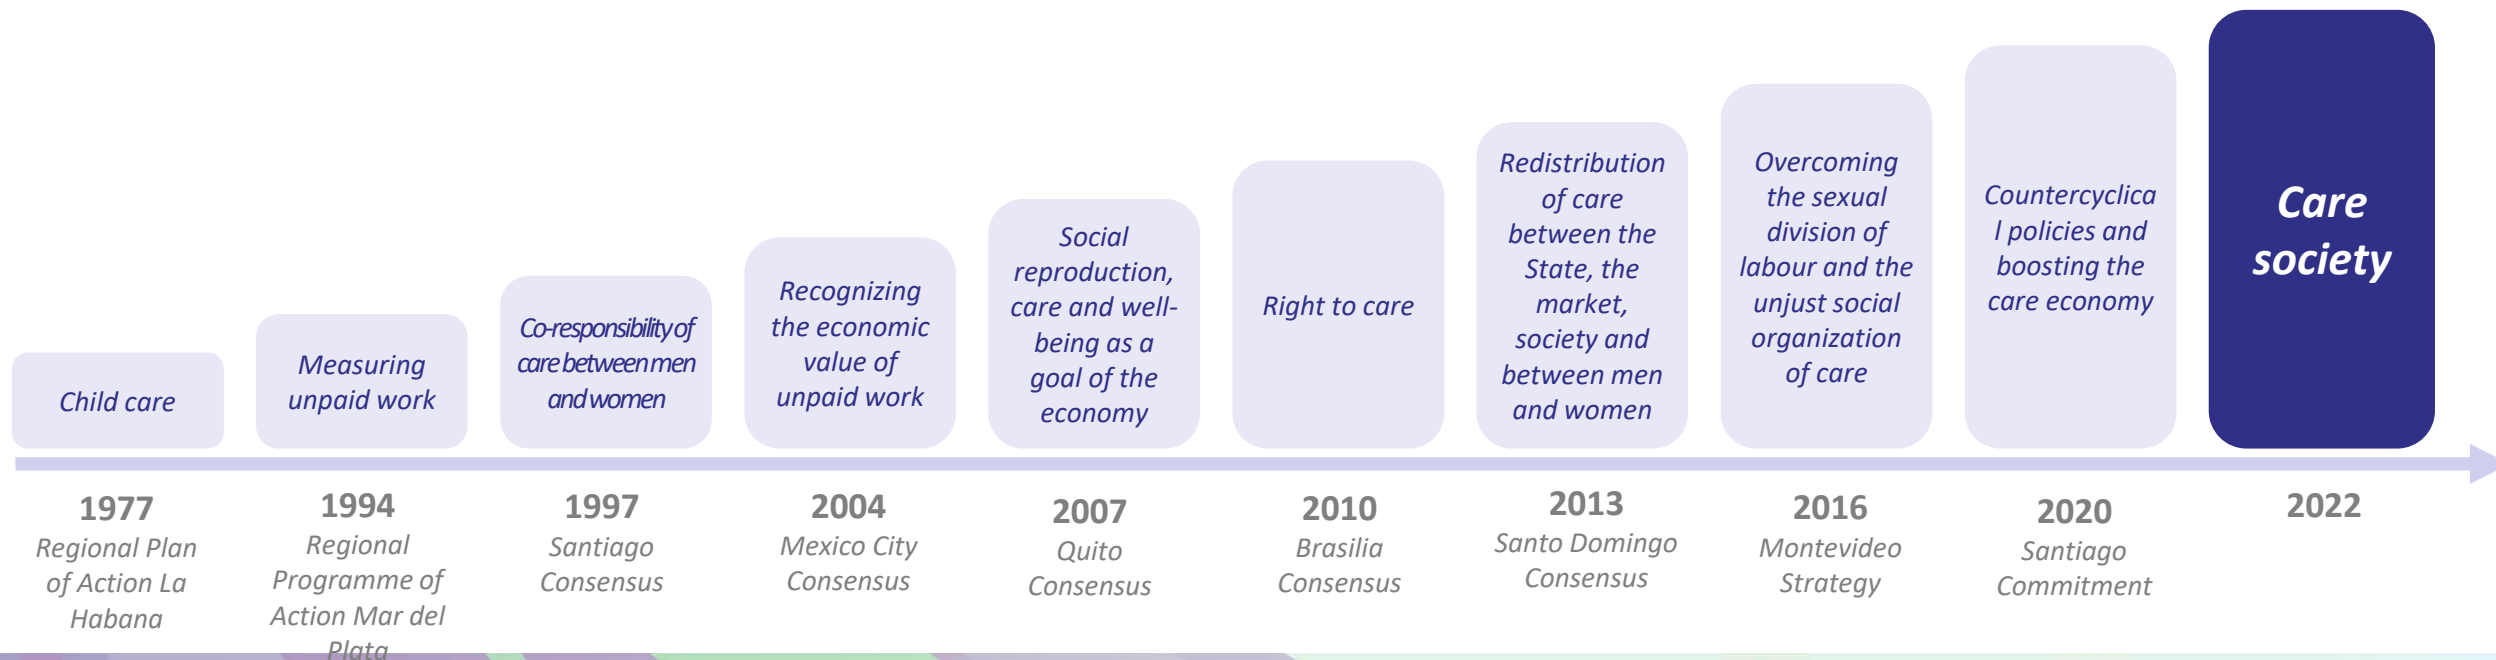 Child care
Measuring
unpaid work
Co-responsibility of
care between men
and women
Recognizing
the economic
value of
unpaid work
Social
reproduction,
care and well-
being as a
goal of the
economy
Right to care
Redistribution
of care
between the
State, the
market,
society and
between men
and women
Overcoming
the sexual
division of
labour and the
unjust social
organization
of care
Countercyclica
l policies and
boosting the
care economy
Care
society
1977
Regional Plan
of Action La
Habana
1994
Regional
Programme of
Action Mar del
Plata
1997
Santiago
Consensus
2004
Mexico City
Consensus
2007
Quito
Consensus
2010
Brasilia
Consensus
2013
Santo Domingo
Consensus
2016
Montevideo
Strategy
2020
Santiago
Commitment
2022